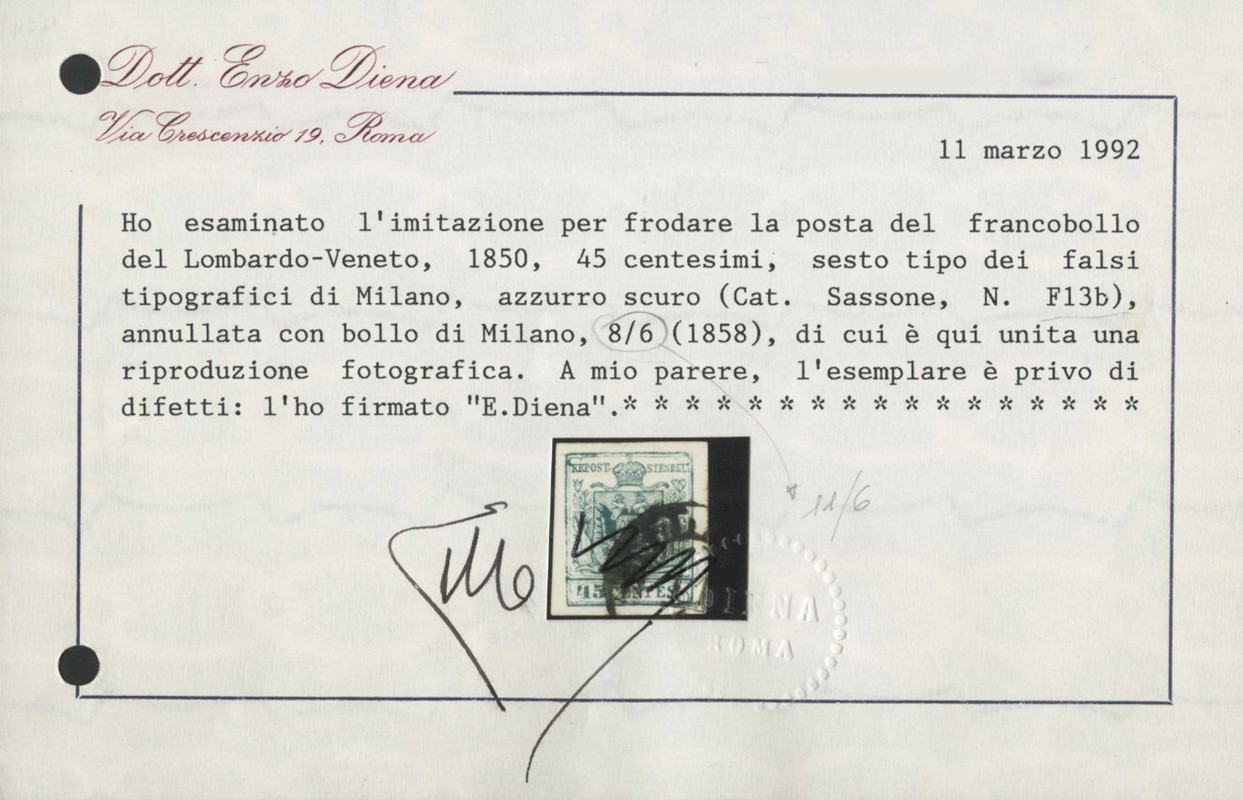 Dott. Enzo Diena
Via Crescenzio 19, Roma
11 marzo 1992
Ho esaminato l'imitazione per frodare la posta del francobollo
del Lombardo-Veneto, 1850, 45 centesimi, sesto tipo dei falsi
tipografici di Milano, azzurro scuro (Cat. Sassone, N. F13b),
annullata con bollo di Milano, 8/6 (1858), di cui è qui unita una
riproduzione fotografica. A mio parere, l'esemplare è privo di
difetti: l'ho firmato "E.Diena".* * * * * * * * * * * * * * * * *
KKPOST-STEMPEL
11/6
45 CENTES
DIENA
ROMA